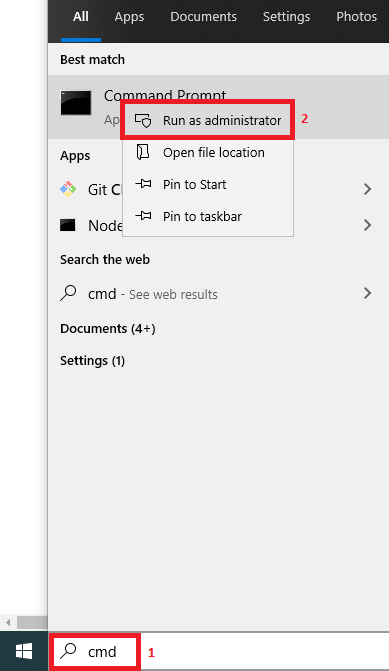 All Apps Documents Settings Photos
Best match
Command Prompt
Ap
Run as administrator 2
Open file location
Apps
Git C
Pin to Start
Node
Pin to taskbar
Search the web
cmd - See web results
Documents (4+)
Settings (1)
cmd 1